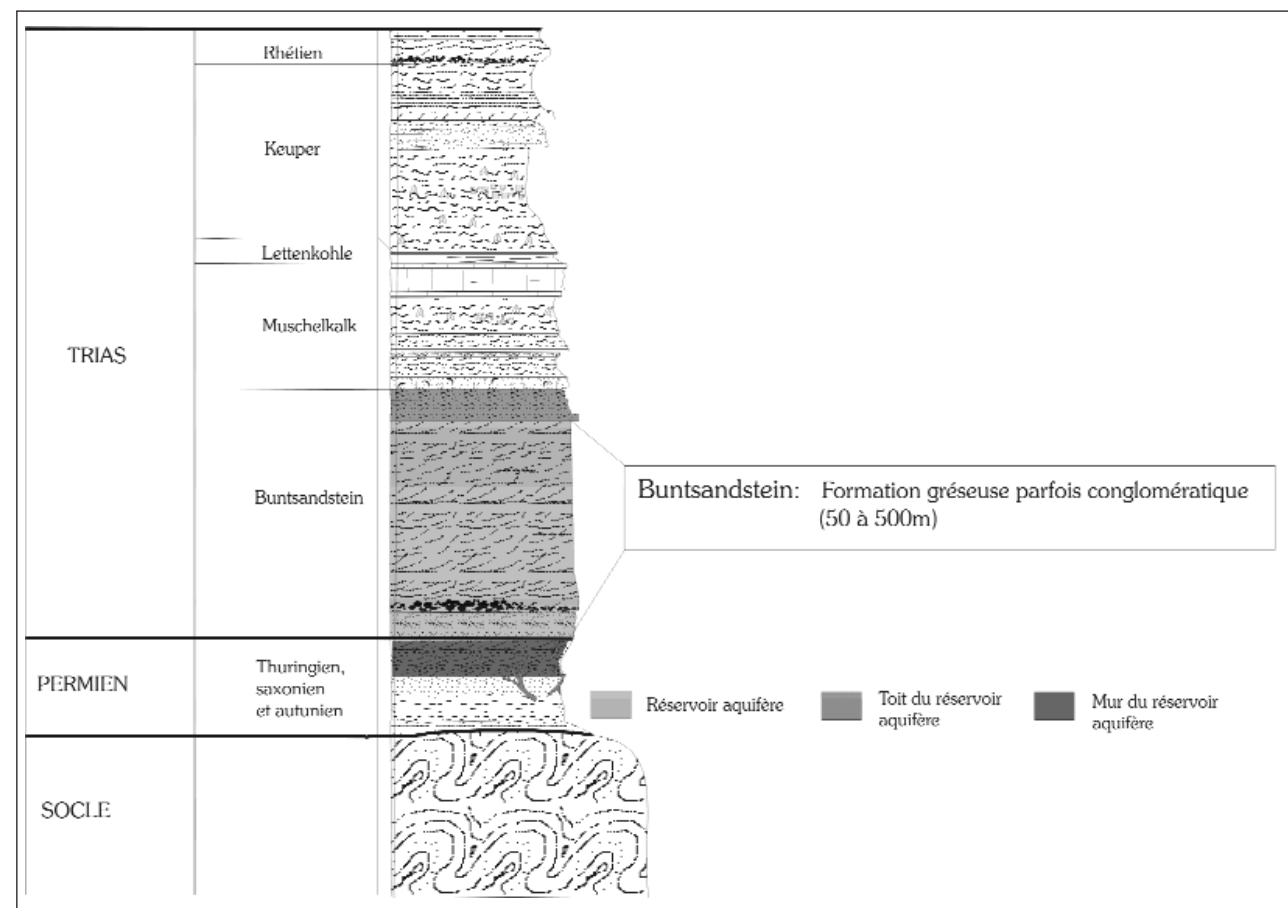 Rhétien
Keuper
Lettenkohle
Muschelkalk
TRIAS
Buntsandstein
Buntsandstein: Formation gréseuse parfois conglomératique
(50 à 500m)
PERMIEN
Thuringien,
saxonien
et autunien
Réservoir aquifère
Toit du réservoir
aquifère
Mur du réservoir
aquifère
SOCLE